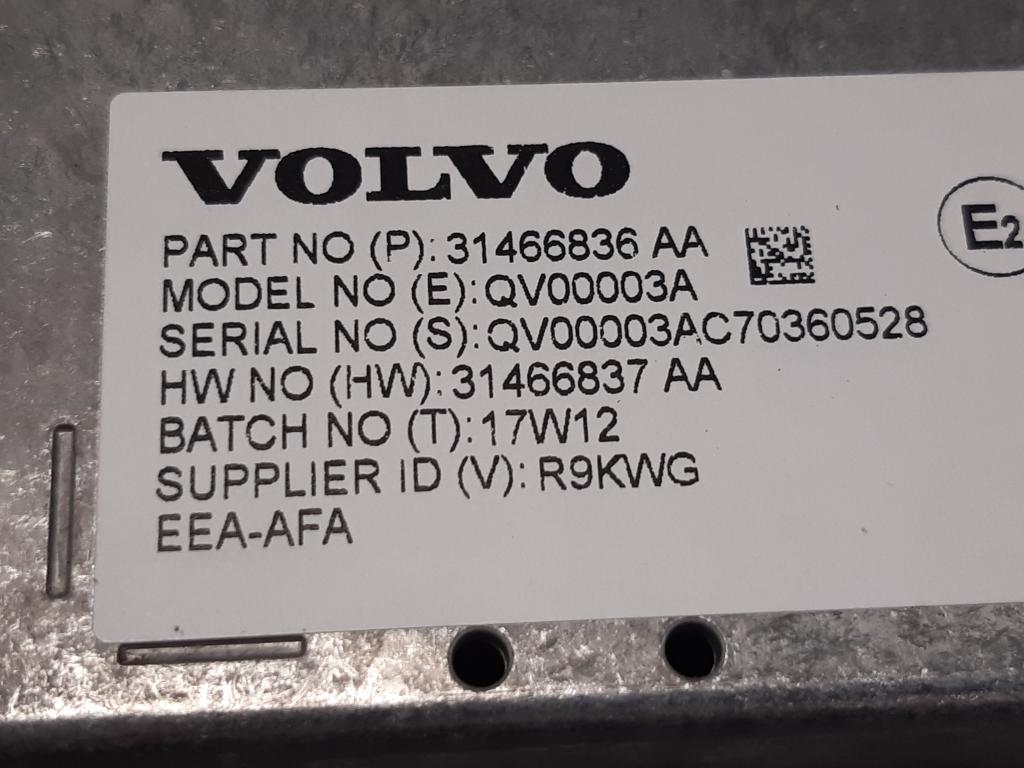 VOLVO
PART NO (P): 31466836 AA
MODEL NO (E): QV00003A
SERIAL NO (S): QV00003AC70360528
HW NO (HW): 31466837 AA
BATCH NO (T): 17W12
SUPPLIER ID (V): R9KWG
EEA-AFA
E2